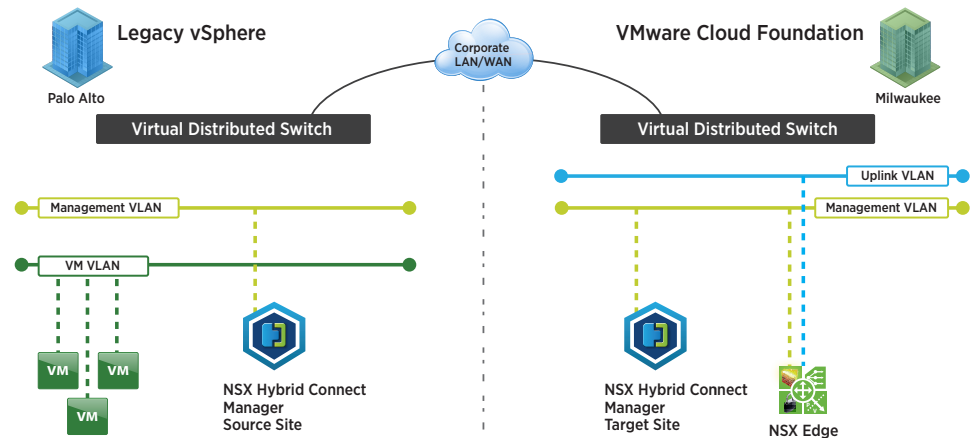 Legacy vSphere
Palo Alto
Corporate
LAN/WAN
VMware Cloud Foundation
Milwaukee
Virtual Distributed Switch
Virtual Distributed Switch
Management VLAN
VM VLAN
VM
VM
VM
NSX Hybrid Connect
Manager
Source Site
Uplink VLAN
Management VLAN
NSX Hybrid Connect
Manager
Target Site
NSX Edge